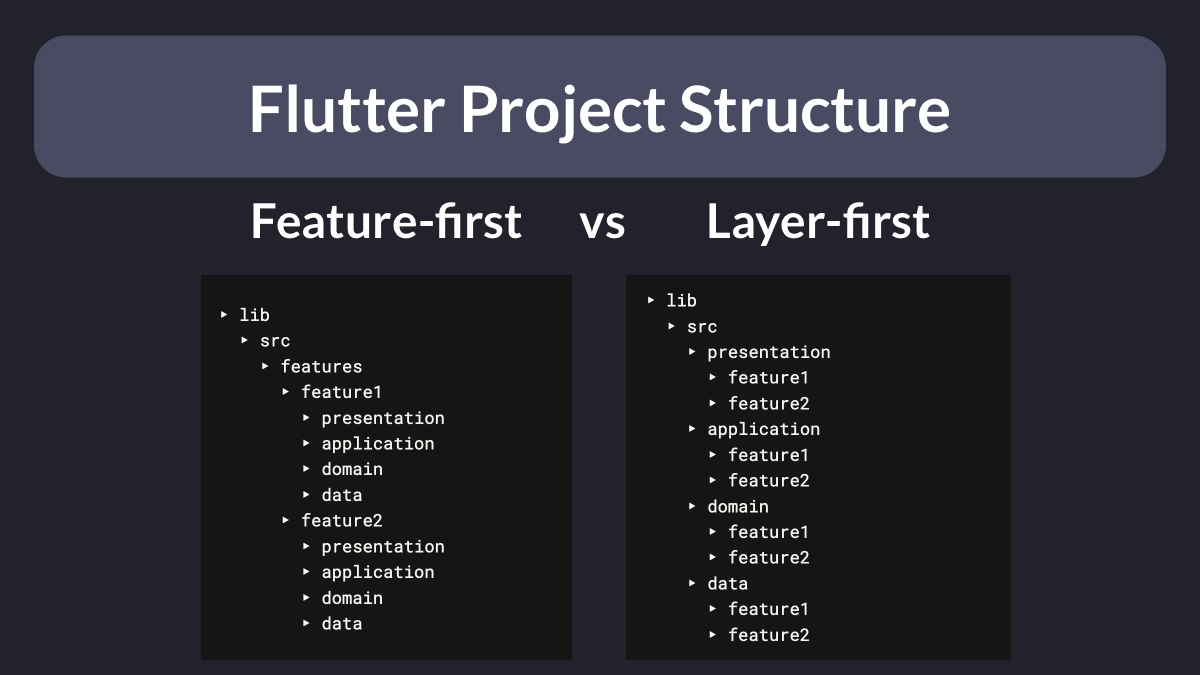 Flutter Project Structure
Feature-first vs Layer-first
lib
src
features
feature1
presentation
application
domain
data
feature2
presentation
application
domain
data
lib
src
presentation
feature1
feature2
application
feature1
feature2
domain
feature1
feature2
data
feature1
feature2